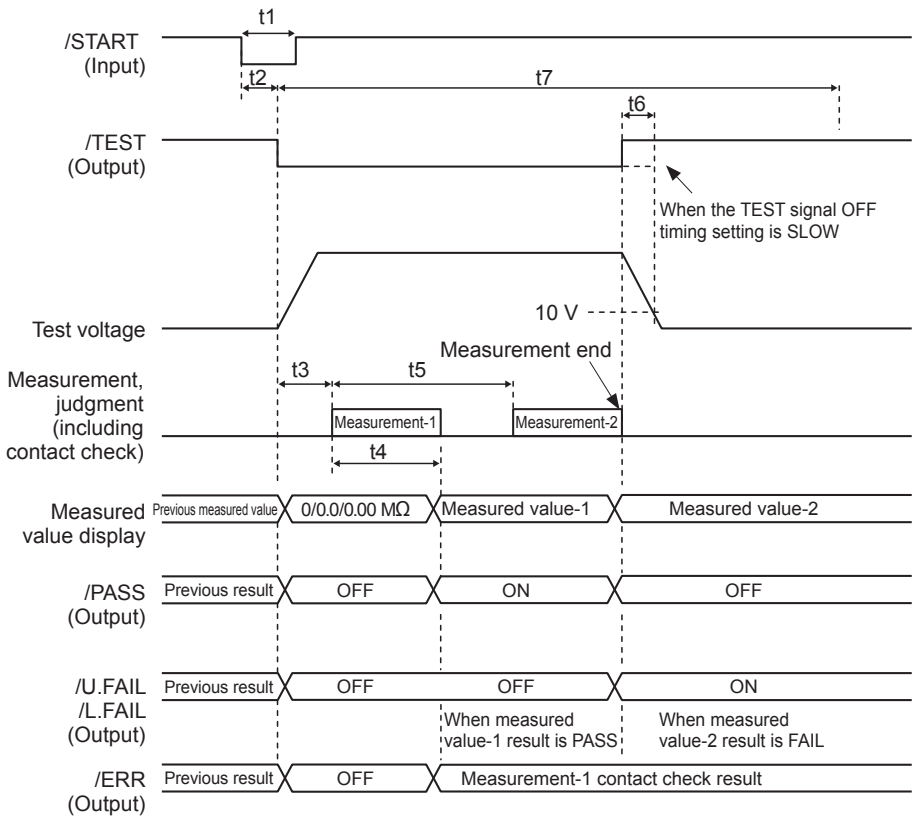 t1
/START
(Input)
t2
t7
t6
/TEST
(Output)
When the TEST signal OFF
timing setting is SLOW
10 V
Test voltage
Measurement end
t3
t5
Measurement,
judgment
(including
contact check)
Measurement-1
Measurement-2
t4
Measured
value display
Previous measured value
0/0.0/0.00 MΩ
Measured value-1
Measured value-2
/PASS
(Output)
Previous result
OFF
ON
OFF
/U.FAIL
/L.FAIL
(Output)
Previous result
OFF
OFF
ON
When measured
value-1 result is PASS
When measured
value-2 result is FAIL
/ERR
(Output)
Previous result
OFF
Measurement-1 contact check result